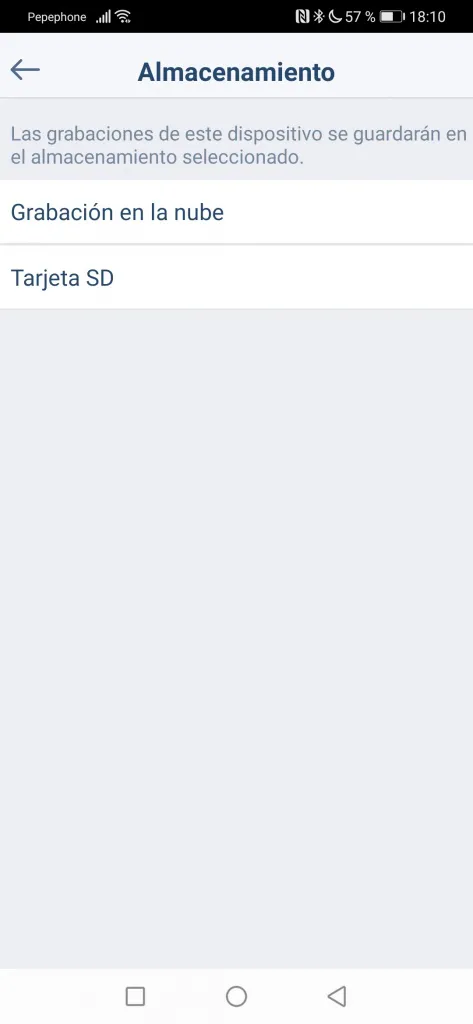 Pepephone 57 % 18:10
Almacenamiento
Las grabaciones de este dispositivo se guardarán en
el almacenamiento seleccionado.
Grabación en la nube
Tarjeta SD